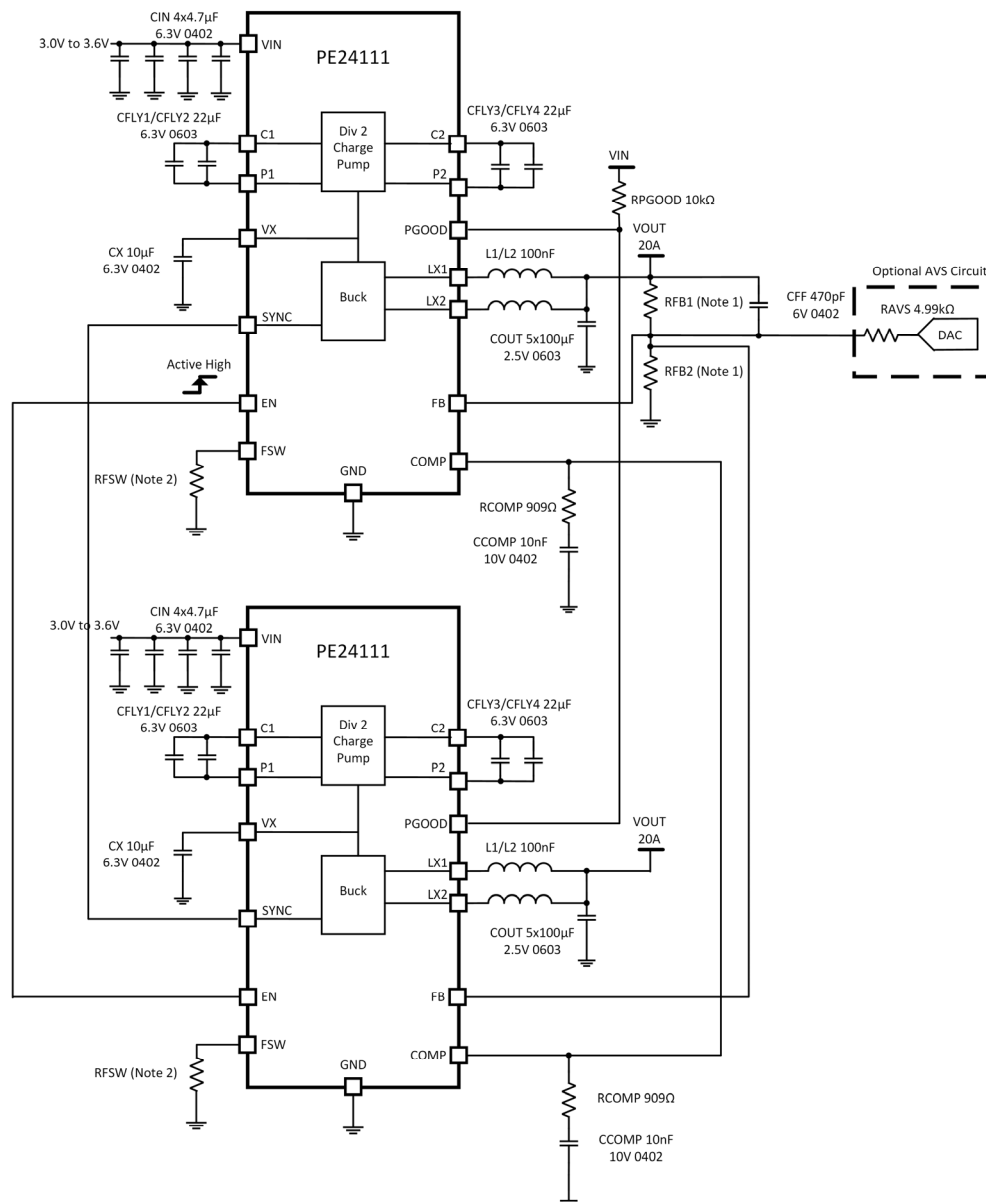 CIN 4x4.7µF
6.3V 0402
3.0V to 3.6V
VIN
PE24111
CFLY1/CFLY2 22µF
6.3V 0603
C1
P1
Div 2
Charge
Pump
C2
P2
CFLY3/CFLY4 22µF
6.3V 0603
VIN
RPGOOD 10kΩ
PGOOD
VX
CX 10µF
6.3V 0402
VOUT
20A
L1/L2 100nF
LX1
LX2
Buck
SYNC
COUT 5x100µF
2.5V 0603
RFB1 (Note 1)
RFB2 (Note 1)
CFF 470pF
6V 0402
Optional AVS Circuit
RAVS 4.99kΩ
DAC
Active High
EN
FB
FSW
COMP
RFSW (Note 2)
GND
RCOMP 909Ω
CCOMP 10nF
10V 0402
CIN 4x4.7µF
6.3V 0402
3.0V to 3.6V
VIN
PE24111
CFLY1/CFLY2 22µF
6.3V 0603
C1
P1
Div 2
Charge
Pump
C2
P2
CFLY3/CFLY4 22µF
6.3V 0603
PGOOD
VX
CX 10µF
6.3V 0402
VOUT
20A
L1/L2 100nF
LX1
LX2
Buck
SYNC
COUT 5x100µF
2.5V 0603
EN
FB
FSW
COMP
RFSW (Note 2)
GND
RCOMP 909Ω
CCOMP 10nF
10V 0402